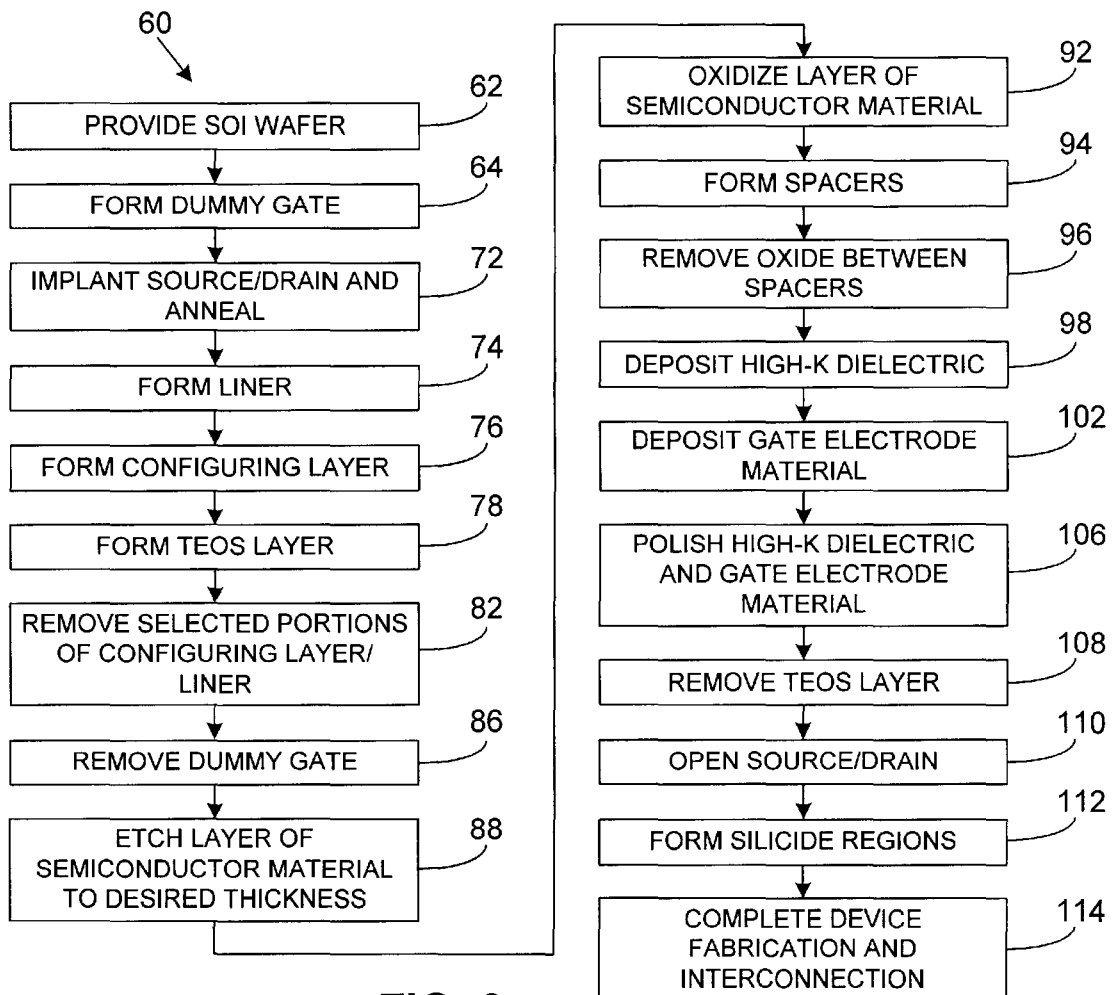 60
PROVIDE SOI WAFER
62
FORM DUMMY GATE
64
IMPLANT SOURCE/DRAIN AND
ANNEAL
72
FORM LINER
74
FORM CONFIGURING LAYER
76
FORM TEOS LAYER
78
REMOVE SELECTED PORTIONS
OF CONFIGURING LAYER/
LINER
82
REMOVE DUMMY GATE
86
ETCH LAYER OF
SEMICONDUCTOR MATERIAL
TO DESIRED THICKNESS
88
OXIDIZE LAYER OF
SEMICONDUCTOR MATERIAL
92
FORM SPACERS
94
REMOVE OXIDE BETWEEN
SPACERS
96
DEPOSIT HIGH-K DIELECTRIC
98
DEPOSIT GATE ELECTRODE
MATERIAL
102
POLISH HIGH-K DIELECTRIC
AND GATE ELECTRODE
MATERIAL
106
REMOVE TEOS LAYER
108
OPEN SOURCE/DRAIN
110
FORM SILICIDE REGIONS
112
COMPLETE DEVICE
FABRICATION AND
INTERCONNECTION
114